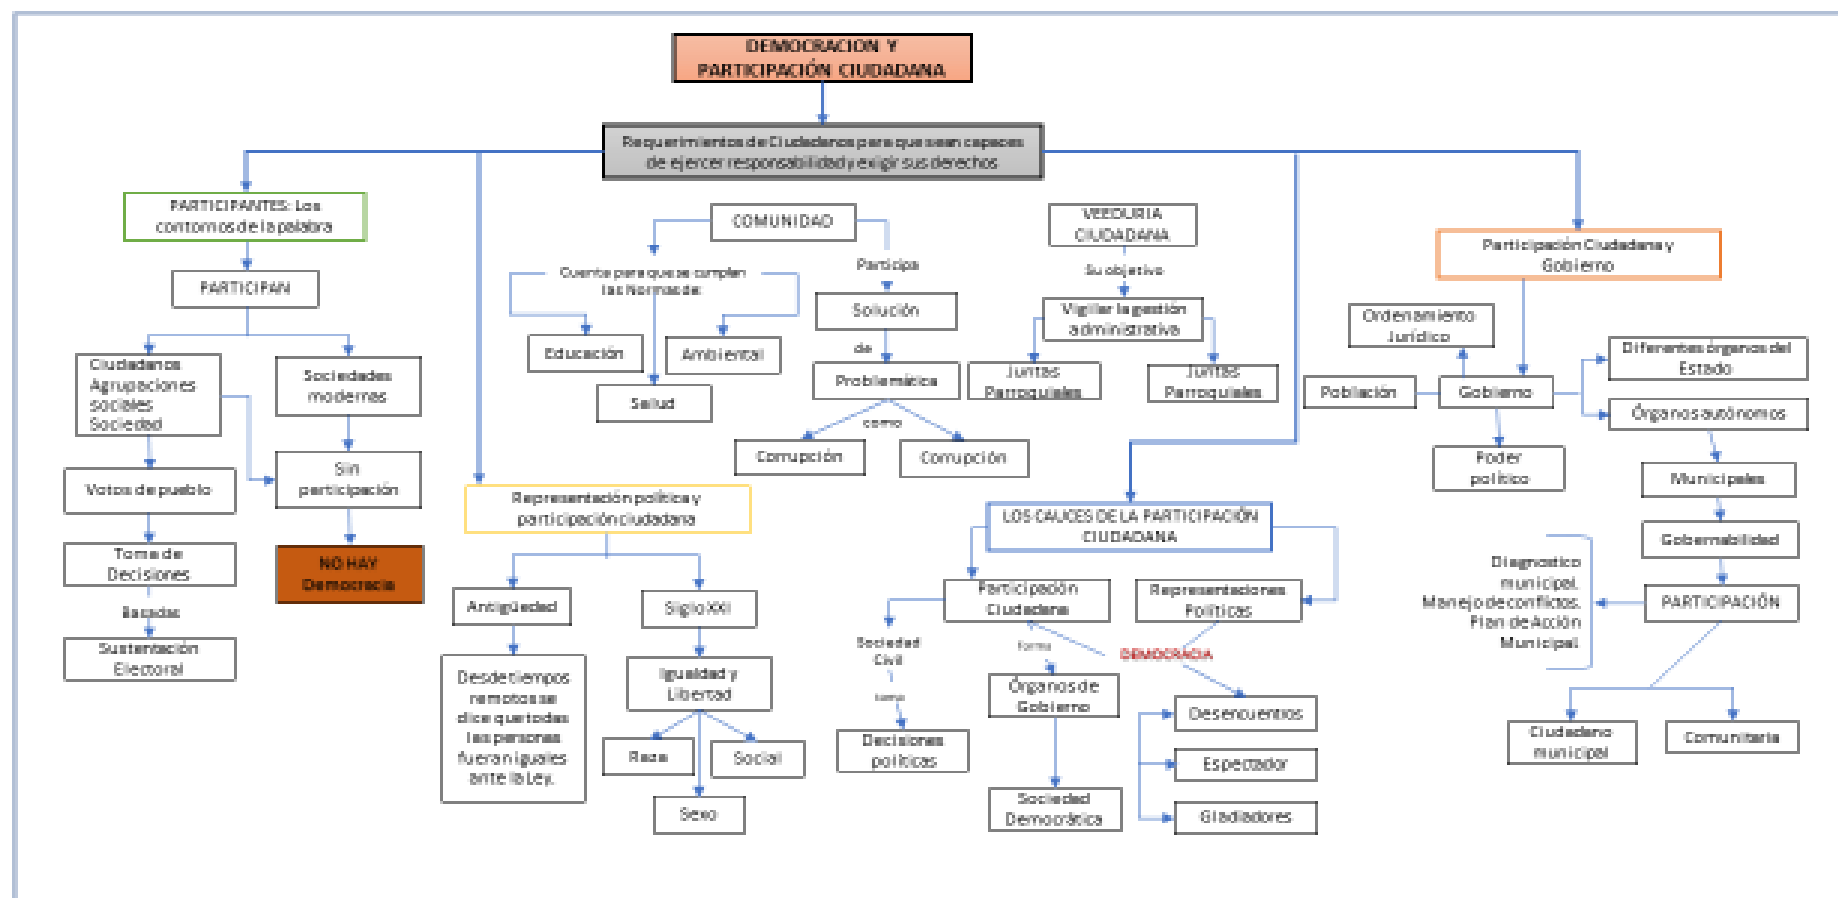 DEMOCRACION Y
PARTICIPACIÓN CIUDADANA
Requerimientos de Ciudadanos para que sean capaces
de ejercer responsabilidad y exigir sus derechos
PARTICIPANTES: Los
contornos de la palabra
PARTICIPAN
Ciudadanos
Agrupaciones
sociales
Sociedad
Sociedades
modernas
Votos de pueblo
Sin
participación
Toma de
Decisiones
NO HAY
Democracia
Basadas
Sustentación
Electoral
COMUNIDAD
Cuenta para que se cumplan
las Normas de:
Participa
Educación
Ambiental
Salud
Solución
de
Problemática
como
Corrupción
Corrupción
VEEDURIA
CIUDADANA
Su objetivo
Vigilar la gestión
administrativa
Juntas
Parroquiales
Juntas
Parroquiales
Representación política y
participación ciudadana
Antigüedad
Siglo XXI
Desde tiempos
remotos se
dice que todas
las personas
fueran iguales
ante la Ley.
Igualdad y
Libertad
Raza
Social
Sexo
LOS CAUCES DE LA PARTICIPACIÓN
CIUDADANA
Participación
Ciudadana
Representaciones
Políticas
Sociedad
Civil
toma
Decisiones
políticas
forma
DEMOCRACIA
Órganos de
Gobierno
Sociedad
Democrática
Desencuentros
Espectador
Gladiadores
Participación Ciudadana y
Gobierno
Ordenamiento
Jurídico
Población
Gobierno
Poder
político
Diferentes órganos del
Estado
Órganos autónomos
Municipales
Gobernabilidad
PARTICIPACIÓN
Diagnostico
municipal.
Manejo de conflictos.
Plan de Acción
Municipal
Ciudadano
municipal
Comunitaria